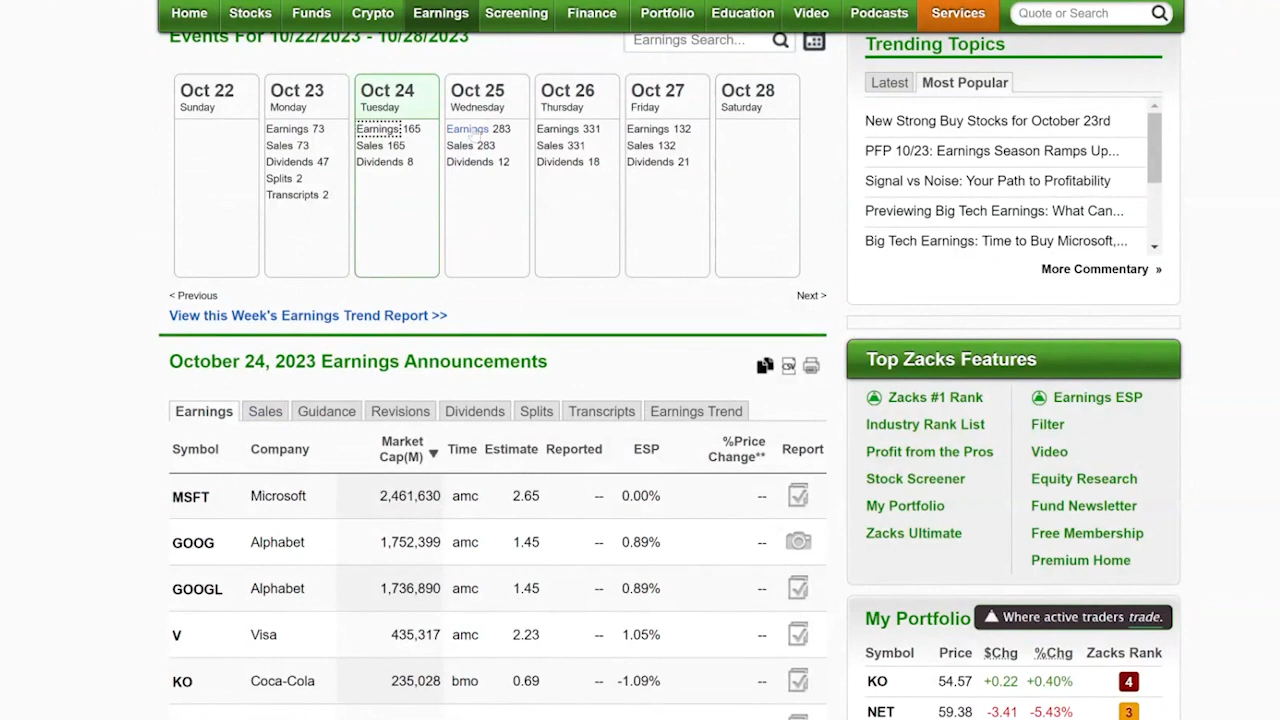 Home Stocks Funds Crypto Earnings Screening Finance Portfolio Education Video Podcasts Services Quote or Search
Events For 10/22/2023 - 10/28/2023
Earnings Search...
Oct 22
Sunday
Oct 23
Monday
Earnings 73
Sales 73
Dividends 47
Splits 2
Transcripts 2
Oct 24
Tuesday
Earnings 165
Sales 165
Dividends 8
Oct 25
Wednesday
Earnings 283
Sales 283
Dividends 12
Oct 26
Thursday
Earnings 331
Sales 331
Dividends 18
Oct 27
Friday
Earnings 132
Sales 132
Dividends 21
Oct 28
Saturday
< Previous
Next >
View this Week's Earnings Trend Report >>
October 24, 2023 Earnings Announcements
CSV
Earnings Sales Guidance Revisions Dividends Splits Transcripts Earnings Trend
Symbol Company Market Cap(M) ▼ Time Estimate Reported ESP %Price Change** Report
MSFT Microsoft 2,461,630 amc 2.65 -- 0.00% --
GOOG Alphabet 1,752,399 amc 1.45 -- 0.89% --
GOOGL Alphabet 1,736,890 amc 1.45 -- 0.89% --
V Visa 435,317 amc 2.23 -- 1.05% --
KO Coca-Cola 235,028 bmo 0.69 -- -1.09% --
Trending Topics
Latest Most Popular
New Strong Buy Stocks for October 23rd
PFP 10/23: Earnings Season Ramps Up...
Signal vs Noise: Your Path to Profitability
Previewing Big Tech Earnings: What Can...
Big Tech Earnings: Time to Buy Microsoft,...
More Commentary »
Top Zacks Features
Zacks #1 Rank
Industry Rank List
Profit from the Pros
Stock Screener
My Portfolio
Zacks Ultimate
Earnings ESP
Filter
Video
Equity Research
Fund Newsletter
Free Membership
Premium Home
My Portfolio
Where active traders trade.
Symbol Price $Chg %Chg Zacks Rank
KO 54.57 +0.22 +0.40% 4
NET 59.38 -3.41 -5.43% 3